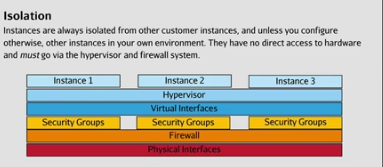 Isolation
Instances are always isolated from other customer instances, and unless you configure
otherwise, other instances in your own environment. They have no direct access to hardware
and must go via the hypervisor and firewall system.
Instance 1 Instance 2 Instance 3
Hypervisor
Virtual Interfaces
Security Groups Security Groups Security Groups
Firewall
Physical Interfaces